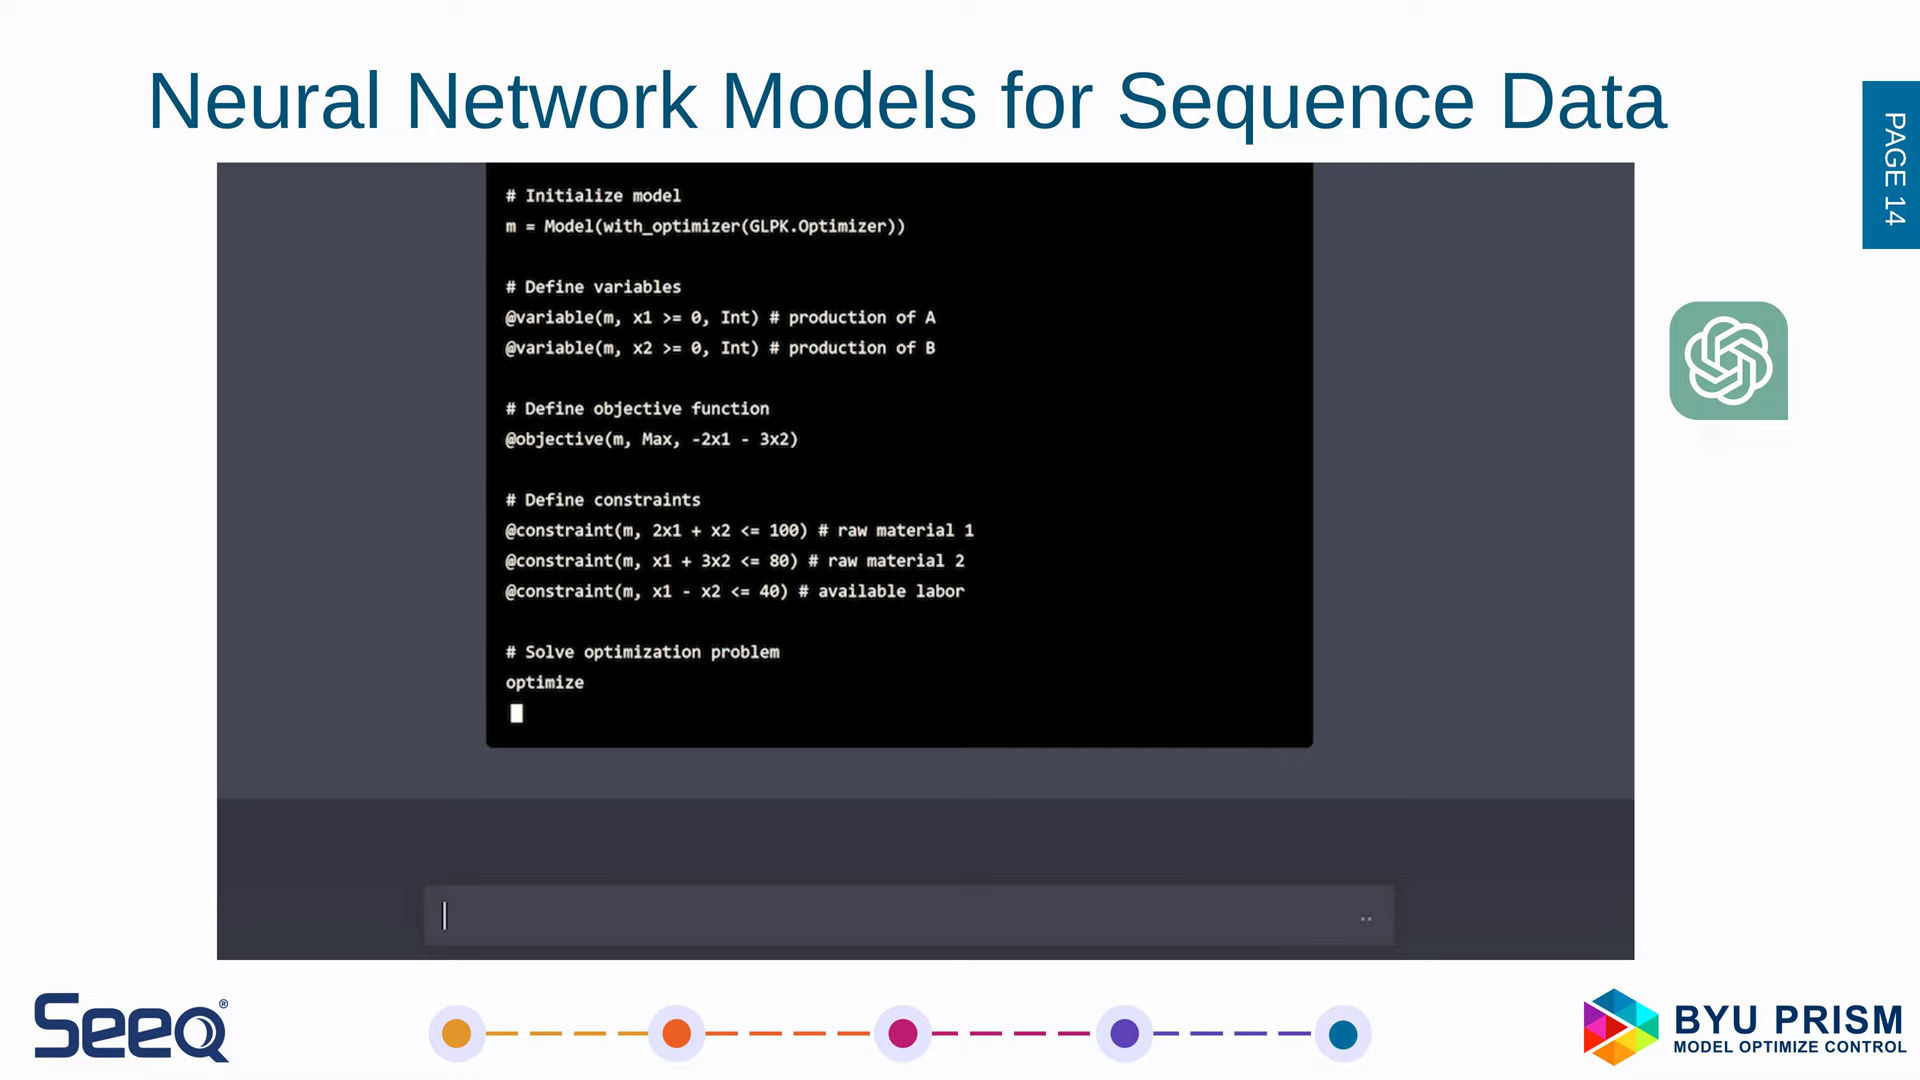 Neural Network Models for Sequence Data
PAGE 14
# Initialize model
m = Model(with_optimizer(GLPK.Optimizer))
# Define variables
@variable(m, x1 >= 0, Int) # production of A
@variable(m, x2 >= 0, Int) # production of B
# Define objective function
@objective(m, Max, -2x1 - 3x2)
# Define constraints
@constraint(m, 2x1 + x2 <= 100) # raw material 1
@constraint(m, x1 + 3x2 <= 80) # raw material 2
@constraint(m, x1 - x2 <= 40) # available labor
# Solve optimization problem
optimize
SeeQ®
BYU PRISM
MODEL OPTIMIZE CONTROL